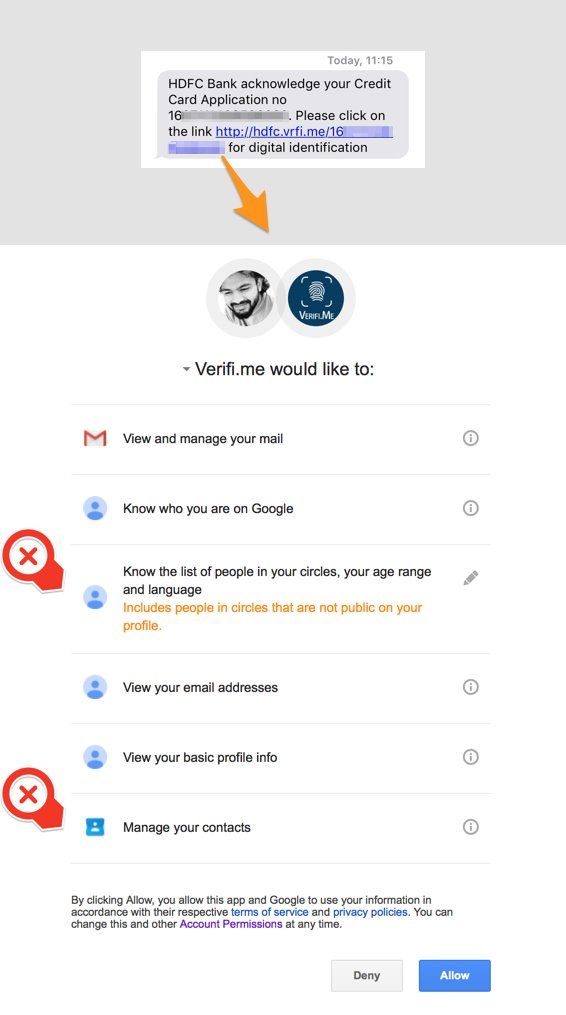 Today, 11:15
HDFC Bank acknowledge your Credit
Card Application no
16 . Please click on
the link http://hdfc.vrfi.me/16
for digital identification
VERIFI.ME
Verifi.me would like to:
View and manage your mail
Know who you are on Google
Know the list of people in your circles, your age range
and language
Includes people in circles that are not public on your
profile.
View your email addresses
View your basic profile info
Manage your contacts
By clicking Allow, you allow this app and Google to use your information in
accordance with their respective terms of service and privacy policies. You can
change this and other Account Permissions at any time.
Deny
Allow